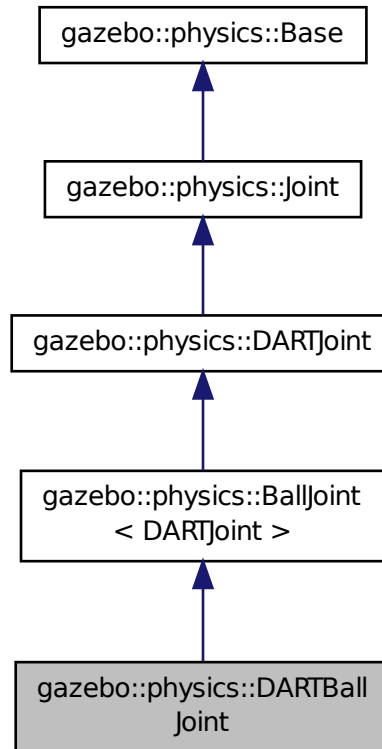 gazebo::physics::Base
gazebo::physics::Joint
gazebo::physics::DARTJoint
gazebo::physics::BallJoint
< DARTJoint >
gazebo::physics::DARTBall
Joint